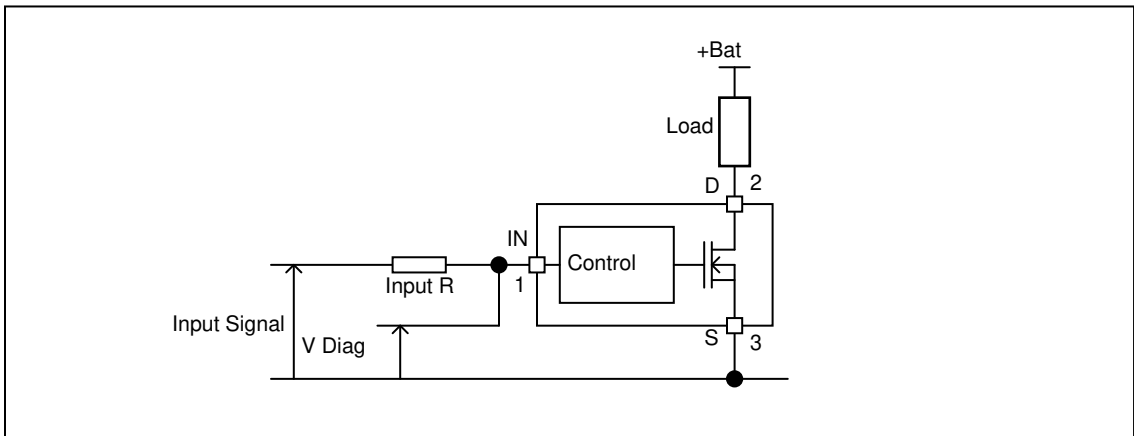 +Bat
Load
D 2
IN
Control
1
Input R
Input Signal
V Diag
S 3